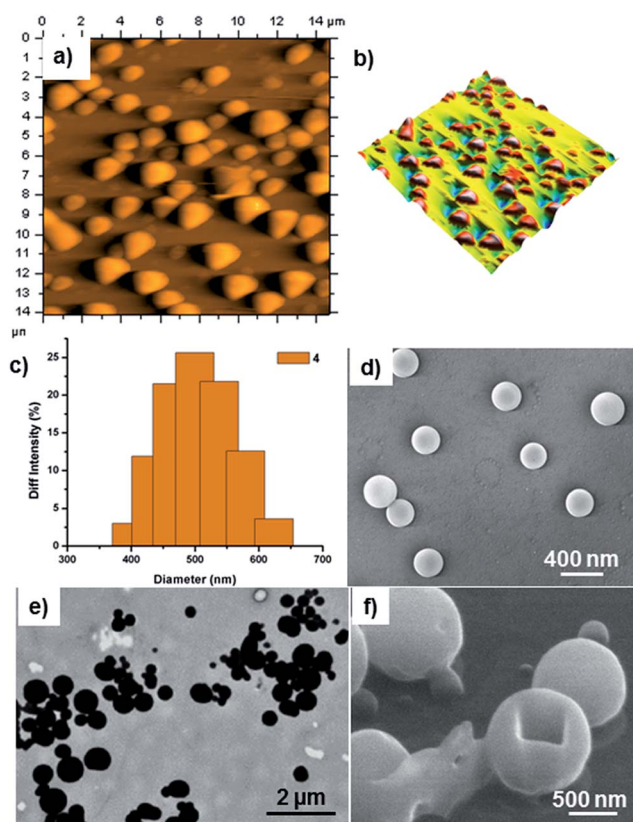 0 2 4 6 8 10 12 14 µm
a)
0
1
2
3
4
5
6
7
8
9
10
11
12
13
14
µm
b)
c)
25
20
15
10
5
0
Diff Intensity (%)
4
300 400 500 600 700
Diameter (nm)
d)
400 nm
e)
2 µm
f)
500 nm